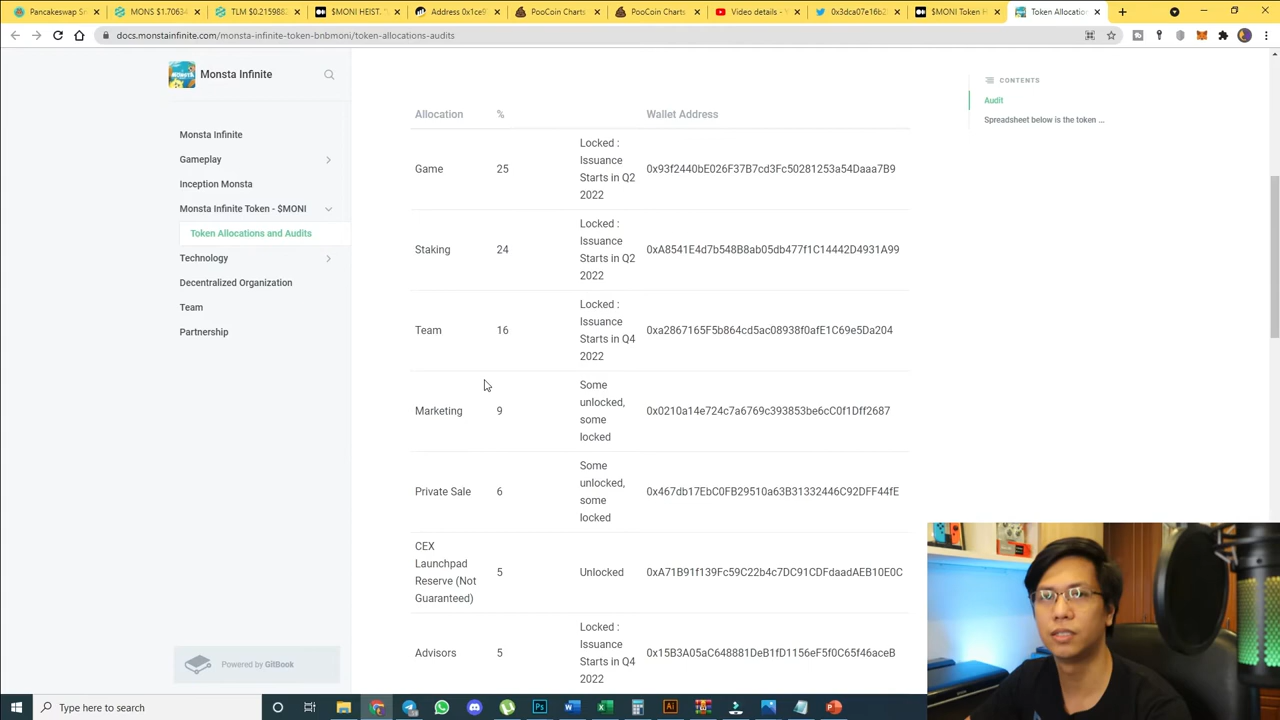 Pancakeswap Sn
MONS $1.7063
TLM $0.215988
$MONI HEIST. "
Address 0x1ce9
PooCoin Charts
PooCoin Charts
Video details - Y
0x3dca07e16b2
$MONI Token H
Token Allocatio
docs.monstainfinite.com/monsta-infinite-token-bnbmoni/token-allocations-audits
Monsta Infinite
Monsta Infinite
Gameplay
Inception Monsta
Monsta Infinite Token - $MONI
Token Allocations and Audits
Technology
Decentralized Organization
Team
Partnership
Powered by GitBook
Allocation % Wallet Address
Game 25 Locked :
Issuance
Starts in Q2
2022
0x93f2440bE026F37B7cd3Fc50281253a54Daaa7B9
Staking 24 Locked :
Issuance
Starts in Q2
2022
0xA8541E4d7b548B8ab05db477f1C14442D4931A99
Team 16 Locked :
Issuance
Starts in Q4
2022
0xa2867165F5b864cd5ac08938f0afE1C69e5Da204
Marketing 9 Some
unlocked,
some
locked
0x0210a14e724c7a6769c393853be6cC0f1Dff2687
Private Sale 6 Some
unlocked,
some
locked
0x467db17EbC0FB29510a63B31332446C92DFF44fE
CEX
Launchpad
Reserve (Not
Guaranteed)
5 Unlocked 0xA71B91f139Fc59C22b4c7DC91CDFdaadAEB10E0C
Advisors 5 Locked :
Issuance
Starts in Q4
2022
0x15B3A05aC648881DeB1fD1156eF5f0C65f46aceB
CONTENTS
Audit
Spreadsheet below is the token ...
Type here to search